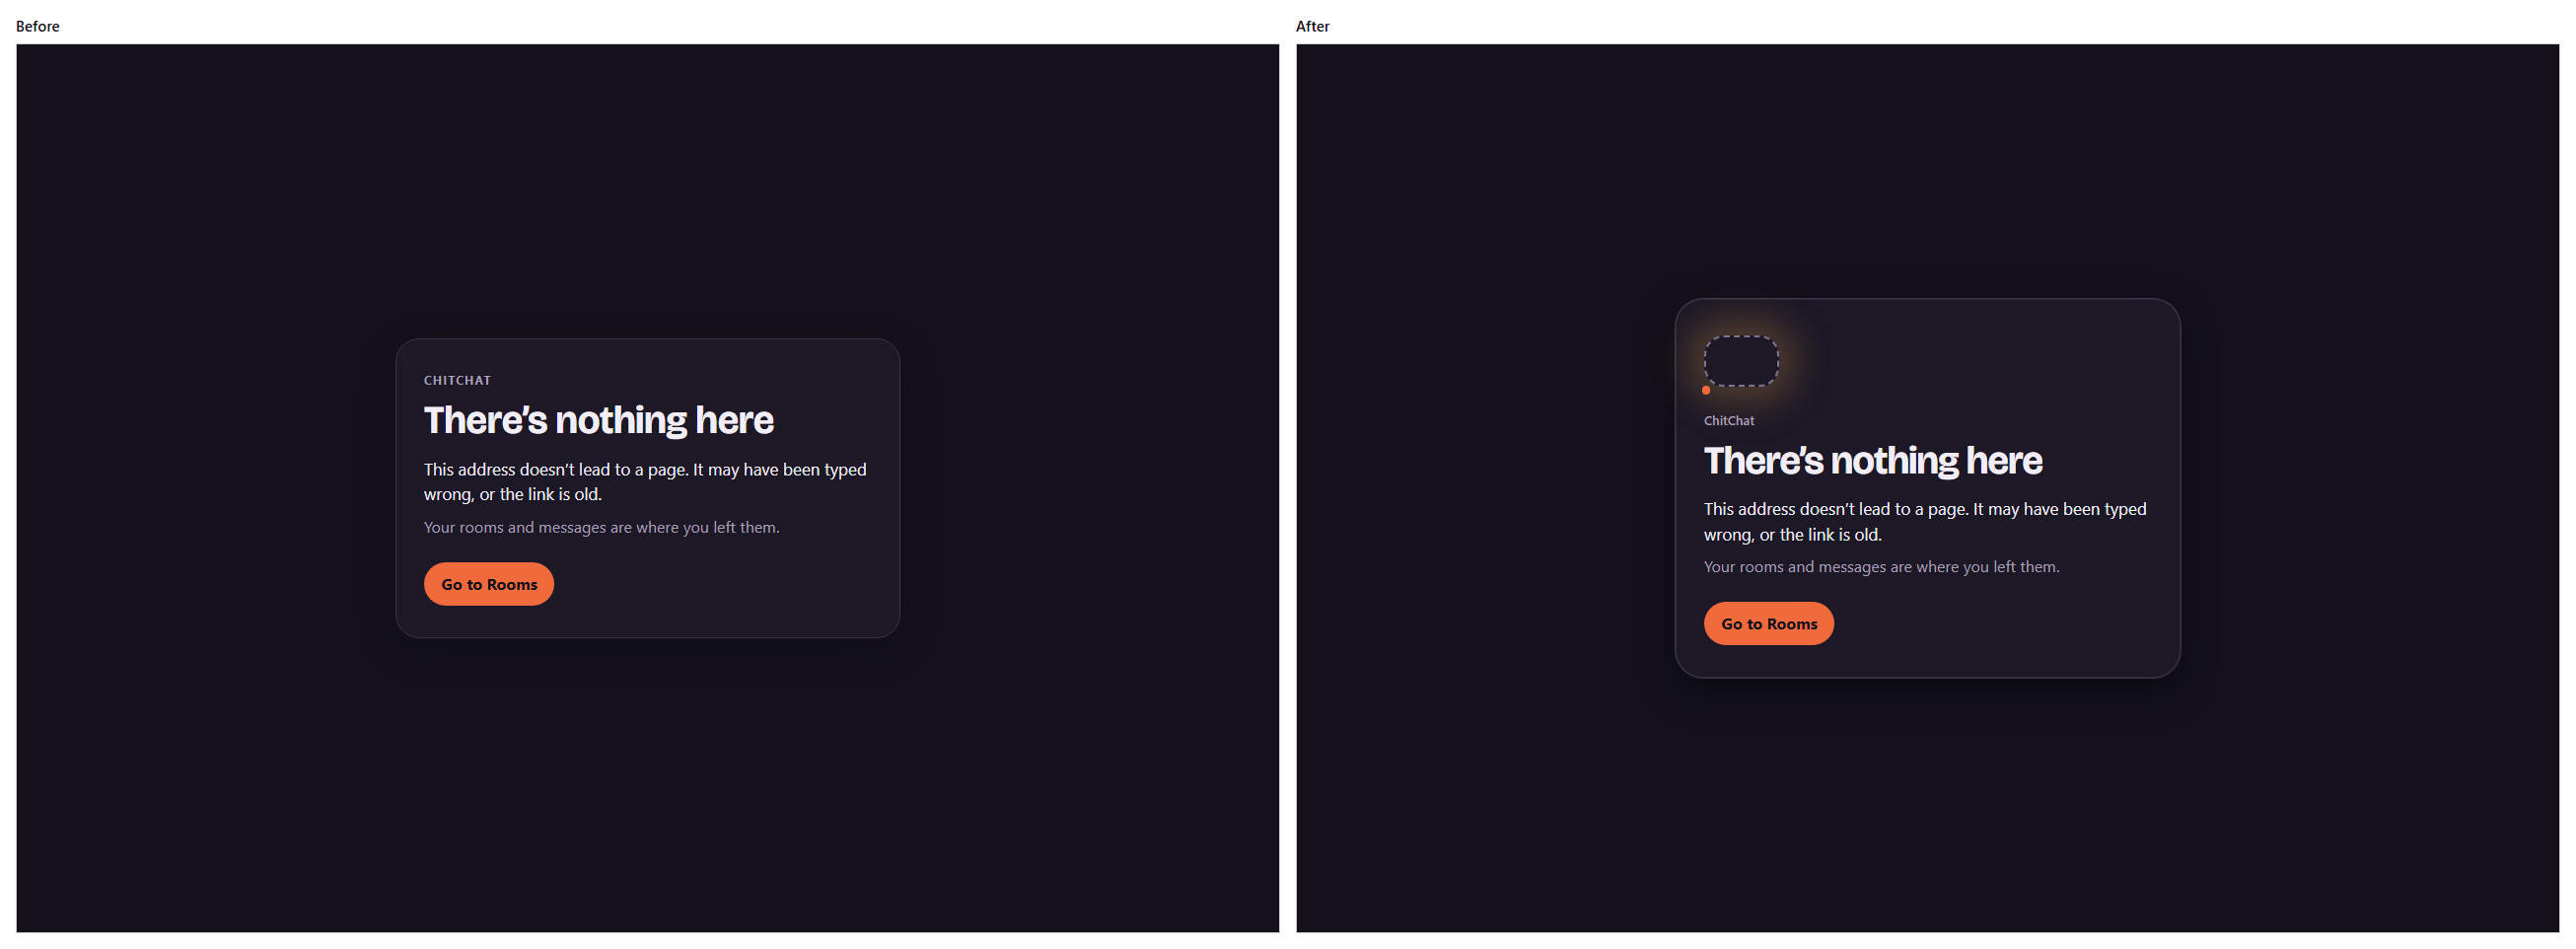 Before
CHITCHAT
There’s nothing here
This address doesn’t lead to a page. It may have been typed
wrong, or the link is old.
Your rooms and messages are where you left them.
Go to Rooms
After
ChitChat
There’s nothing here
This address doesn’t lead to a page. It may have been typed
wrong, or the link is old.
Your rooms and messages are where you left them.
Go to Rooms